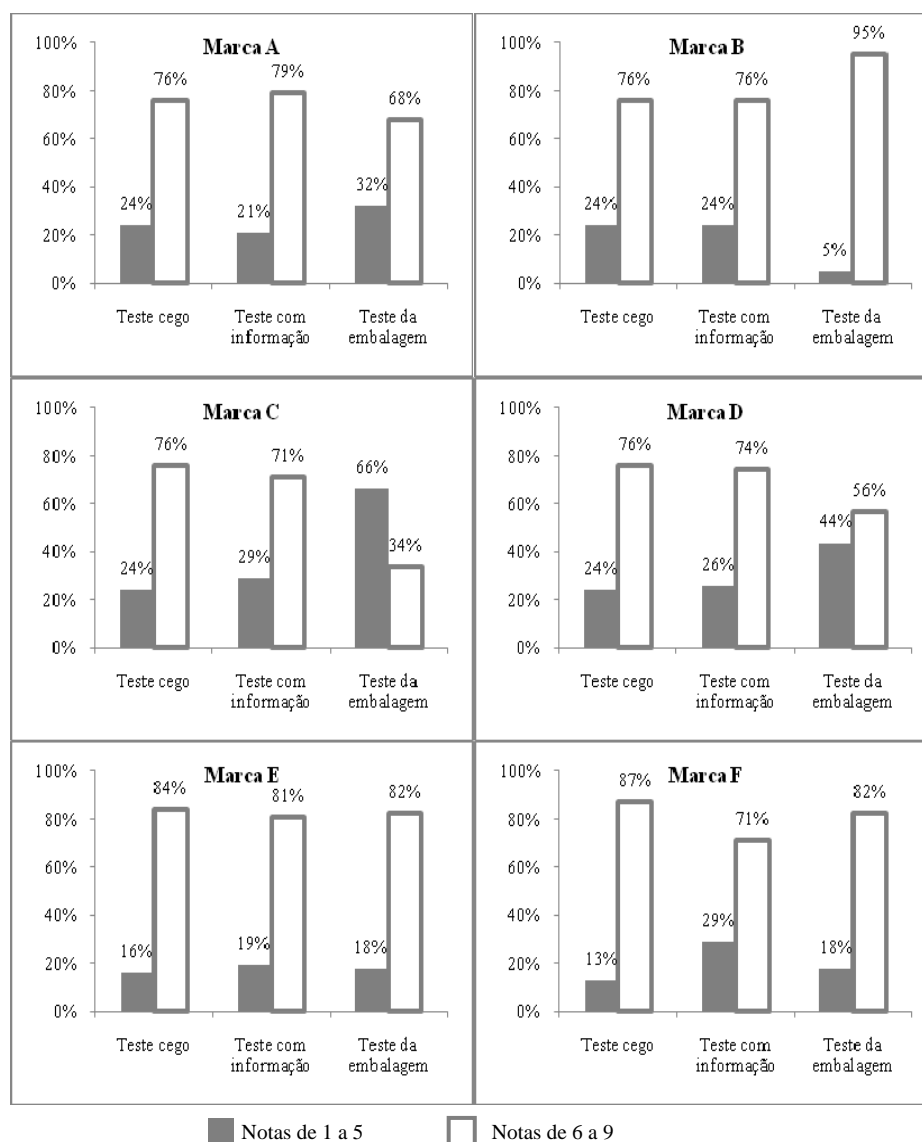 Marca A
100%
80%
60%
40%
20%
0%
24%
76%
21%
79%
32%
68%
Teste cego
Teste com
informação
Teste da
embalagem
Marca B
100%
80%
60%
40%
20%
0%
24%
76%
24%
76%
5%
95%
Teste cego
Teste com
informação
Teste da
embalagem
Marca C
100%
80%
60%
40%
20%
0%
24%
76%
29%
71%
66%
34%
Teste cego
Teste com
informação
Teste da
embalagem
Marca D
100%
80%
60%
40%
20%
0%
24%
76%
26%
74%
44%
56%
Teste cego
Teste com
informação
Teste da
embalagem
Marca E
100%
80%
60%
40%
20%
0%
16%
84%
19%
81%
18%
82%
Teste cego
Teste com
informação
Teste da
embalagem
Marca F
100%
80%
60%
40%
20%
0%
13%
87%
29%
71%
18%
82%
Teste cego
Teste com
informação
Teste da
embalagem
Notas de 1 a 5
Notas de 6 a 9